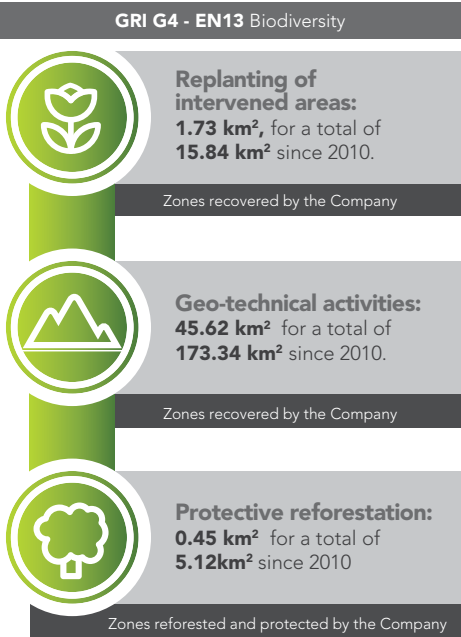 GRI G4 - EN13 Biodiversity
Replanting of
intervened areas:
1.73 km², for a total of
15.84 km² since 2010.
Zones recovered by the Company
Geo-technical activities:
45.62 km² for a total of
173.34 km² since 2010.
Zones recovered by the Company
Protective reforestation:
0.45 km² for a total of
5.12km² since 2010
Zones reforested and protected by the Company